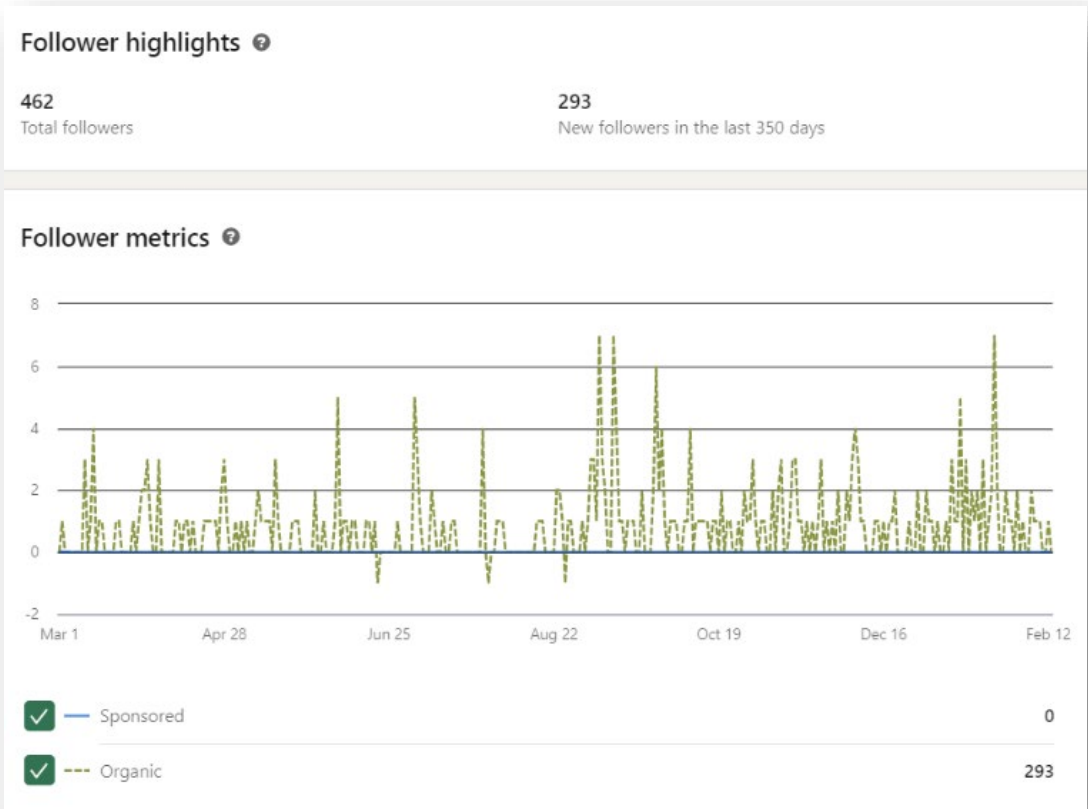 Follower highlights ?
462
Total followers
293
New followers in the last 350 days
Follower metrics ?
8
6
4
2
0
-2
Mar 1 Apr 28 Jun 25 Aug 22 Oct 19 Dec 16 Feb 12
Sponsored 0
Organic 293